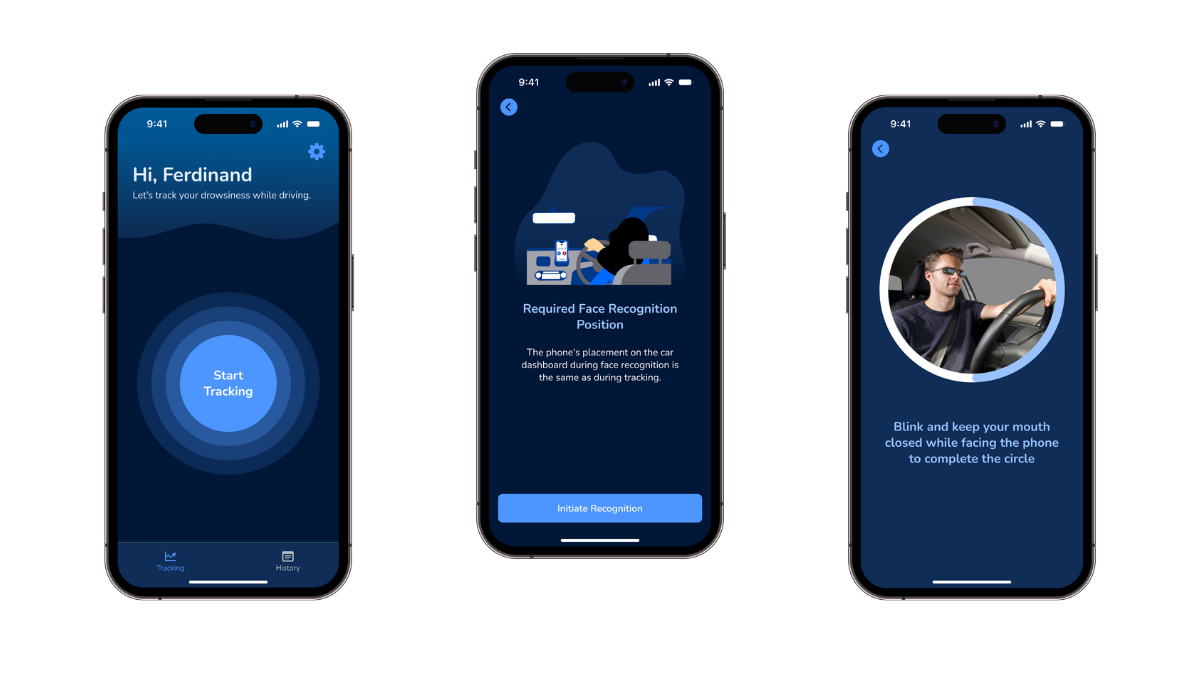 9:41
Hi, Ferdinand
Let's track your drowsiness while driving.
Start
Tracking
Tracking
History
9:41
Required Face Recognition
Position
The phone's placement on the car
dashboard during face recognition is
the same as during tracking.
Initiate Recognition
9:41
Blink and keep your mouth
closed while facing the phone
to complete the circle